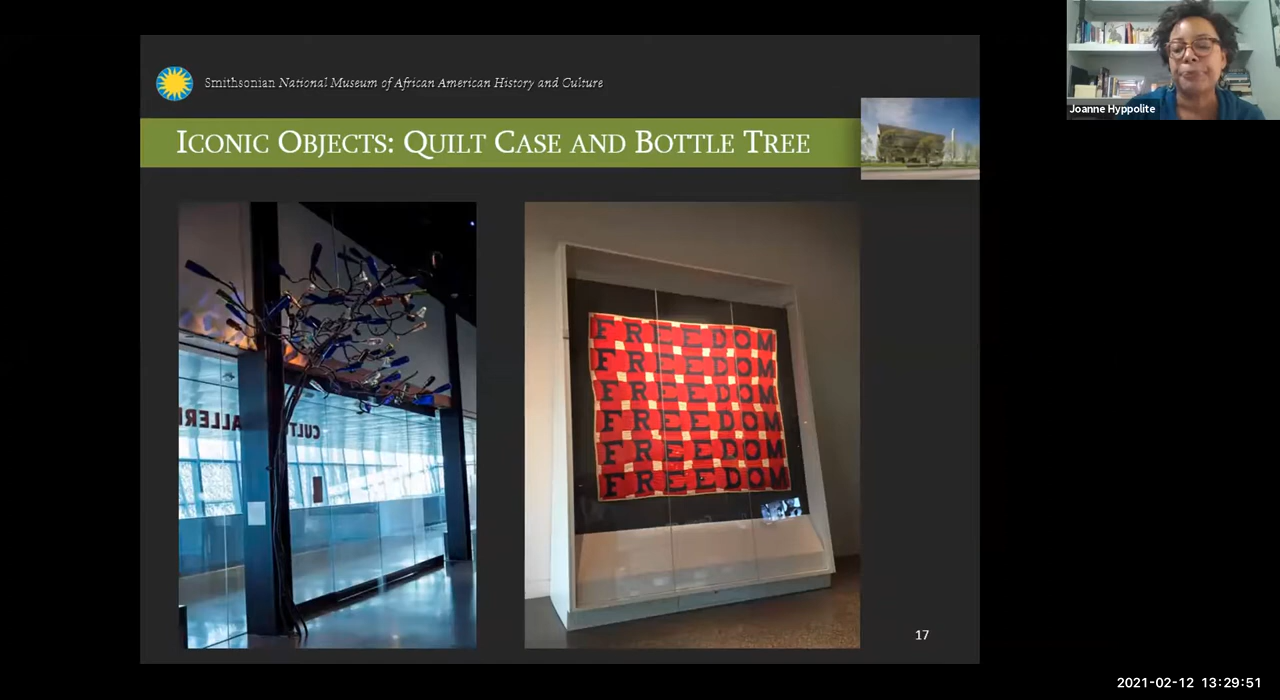 Smithsonian National Museum of African American History and Culture
ICONIC OBJECTS: QUILT CASE AND BOTTLE TREE
Joanne Hyppolite
CULT
ALLERI
FREEDOM
FREEDOM
FREEDOM
FREEDOM
FREEDOM
FREEDOM
17
2021-02-12 13:29:51